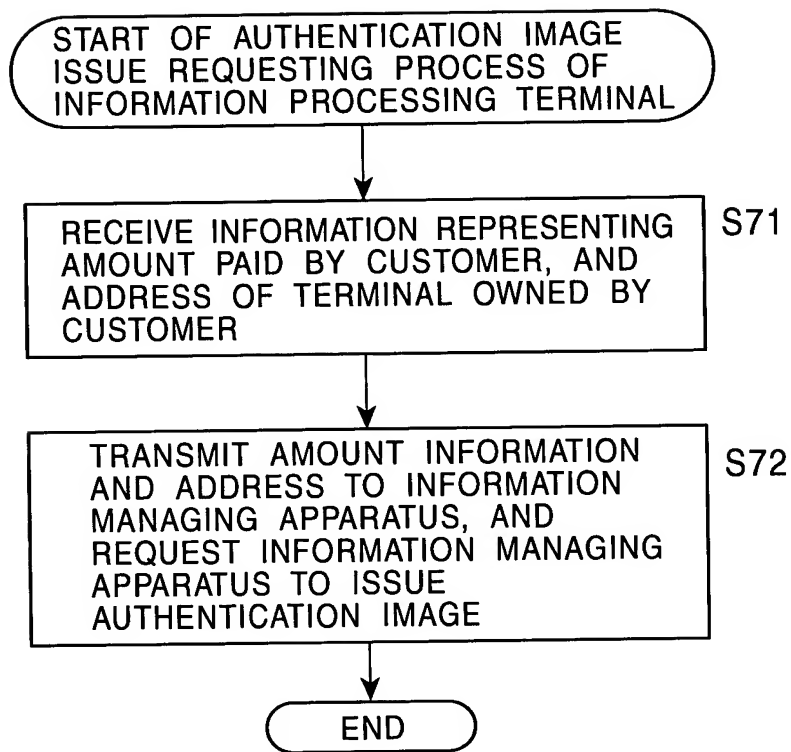 START OF AUTHENTICATION IMAGE
ISSUE REQUESTING PROCESS OF
INFORMATION PROCESSING TERMINAL
RECEIVE INFORMATION REPRESENTING
AMOUNT PAID BY CUSTOMER, AND
ADDRESS OF TERMINAL OWNED BY
CUSTOMER
S71
TRANSMIT AMOUNT INFORMATION
AND ADDRESS TO INFORMATION
MANAGING APPARATUS, AND
REQUEST INFORMATION MANAGING
APPARATUS TO ISSUE
AUTHENTICATION IMAGE
S72
END